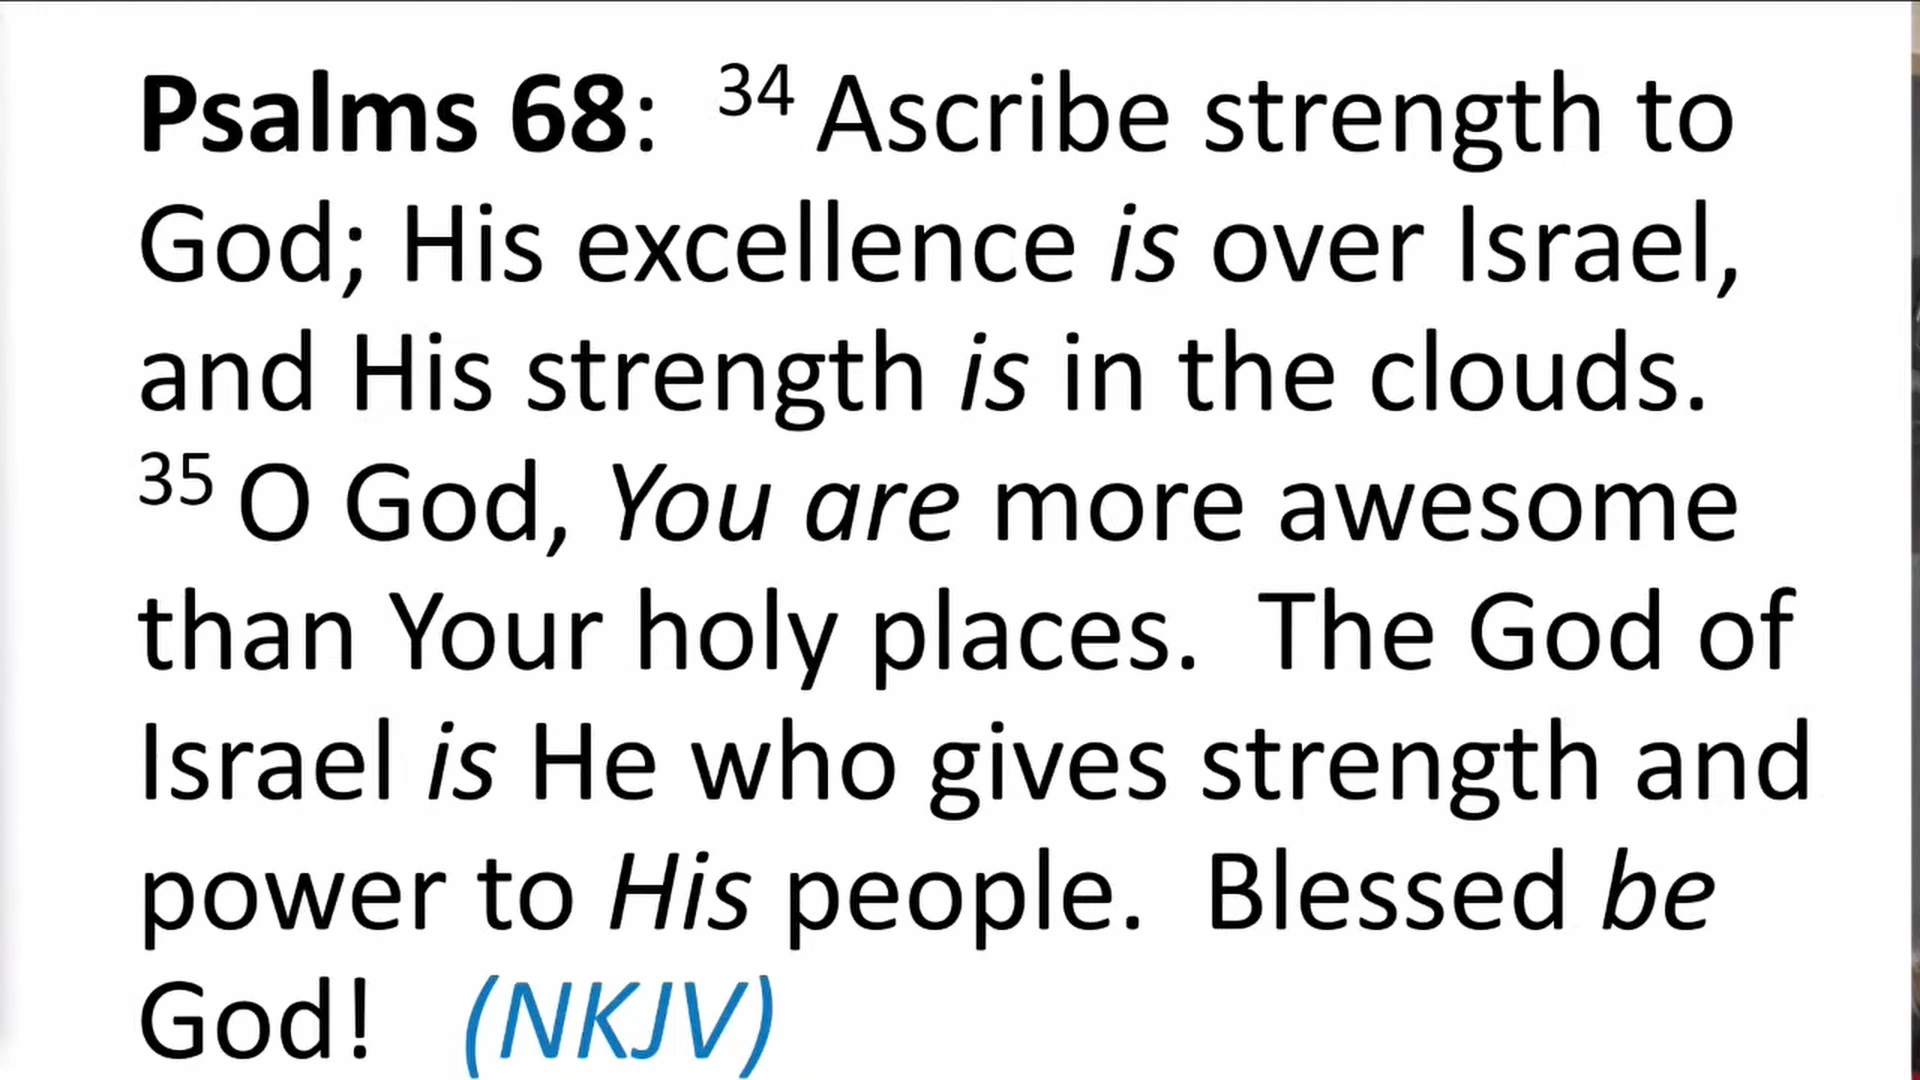 Psalms 68: 34 Ascribe strength to
God; His excellence is over Israel,
and His strength is in the clouds.
35 O God, You are more awesome
than Your holy places. The God of
Israel is He who gives strength and
power to His people. Blessed be
God! (NKJV)